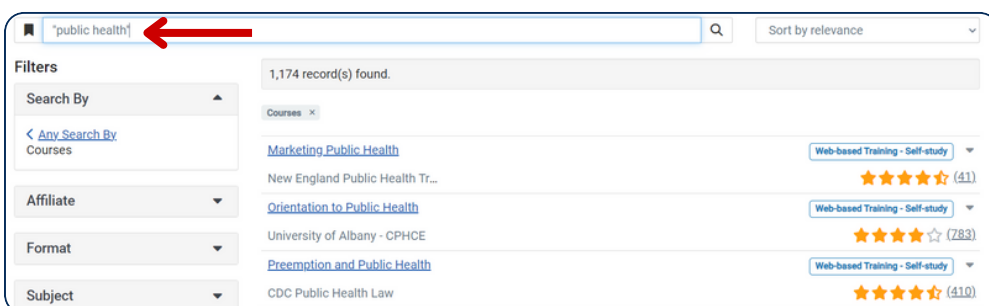 "public health"
Sort by relevance
Filters
Search By
Any Search By
Courses
Affiliate
Format
Subject
1,174 record(s) found.
Courses ×
Marketing Public Health
Web-based Training - Self-study
New England Public Health Tr...
(41)
Orientation to Public Health
Web-based Training - Self-study
University of Albany - CPHCE
(783)
Preemption and Public Health
Web-based Training - Self-study
CDC Public Health Law
(410)